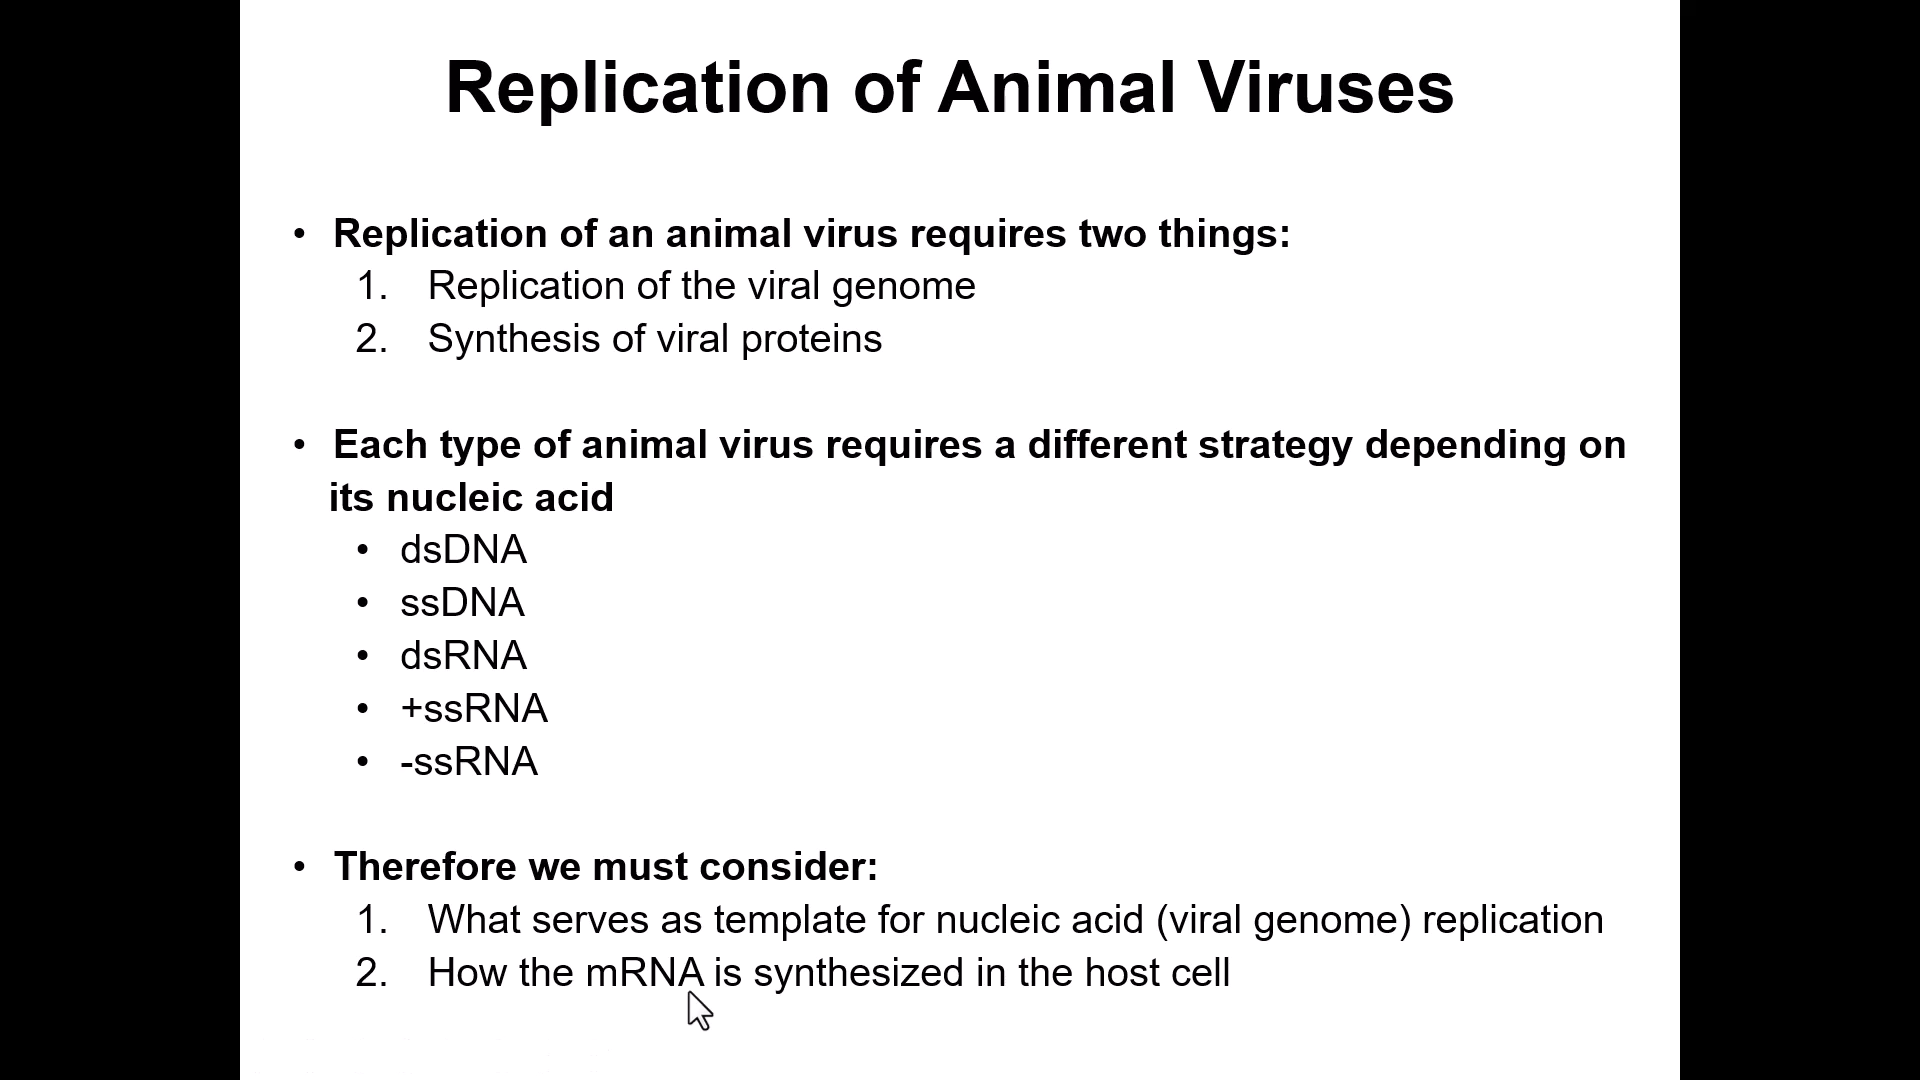 Replication of Animal Viruses
• Replication of an animal virus requires two things:
1. Replication of the viral genome
2. Synthesis of viral proteins
• Each type of animal virus requires a different strategy depending on
its nucleic acid
• dsDNA
• ssDNA
• dsRNA
• +ssRNA
• -ssRNA
• Therefore we must consider:
1. What serves as template for nucleic acid (viral genome) replication
2. How the mRNA is synthesized in the host cell